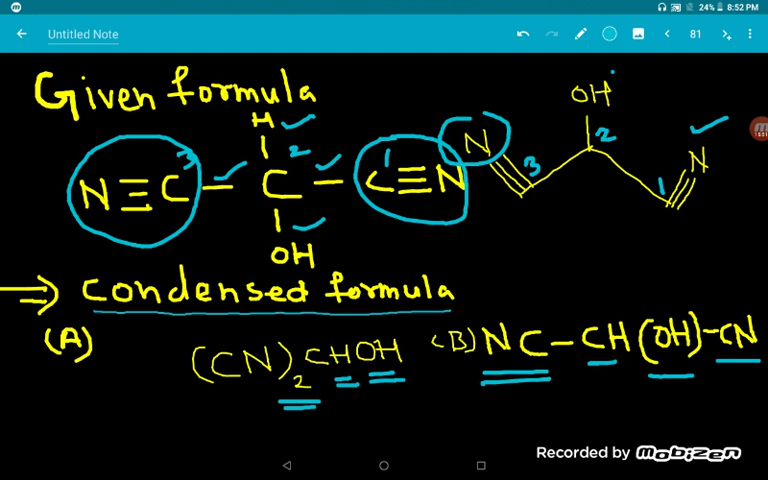 24% 8:52 PM
Untitled Note
81
Given formula
H
3 2 1
N≡C-C-C≡N
OH
OH
N 3 2 1 N
⇒ Condensed formula
(A) (CN)₂CHOH (B) NC-CH(OH)-CN
Recorded by mobizen